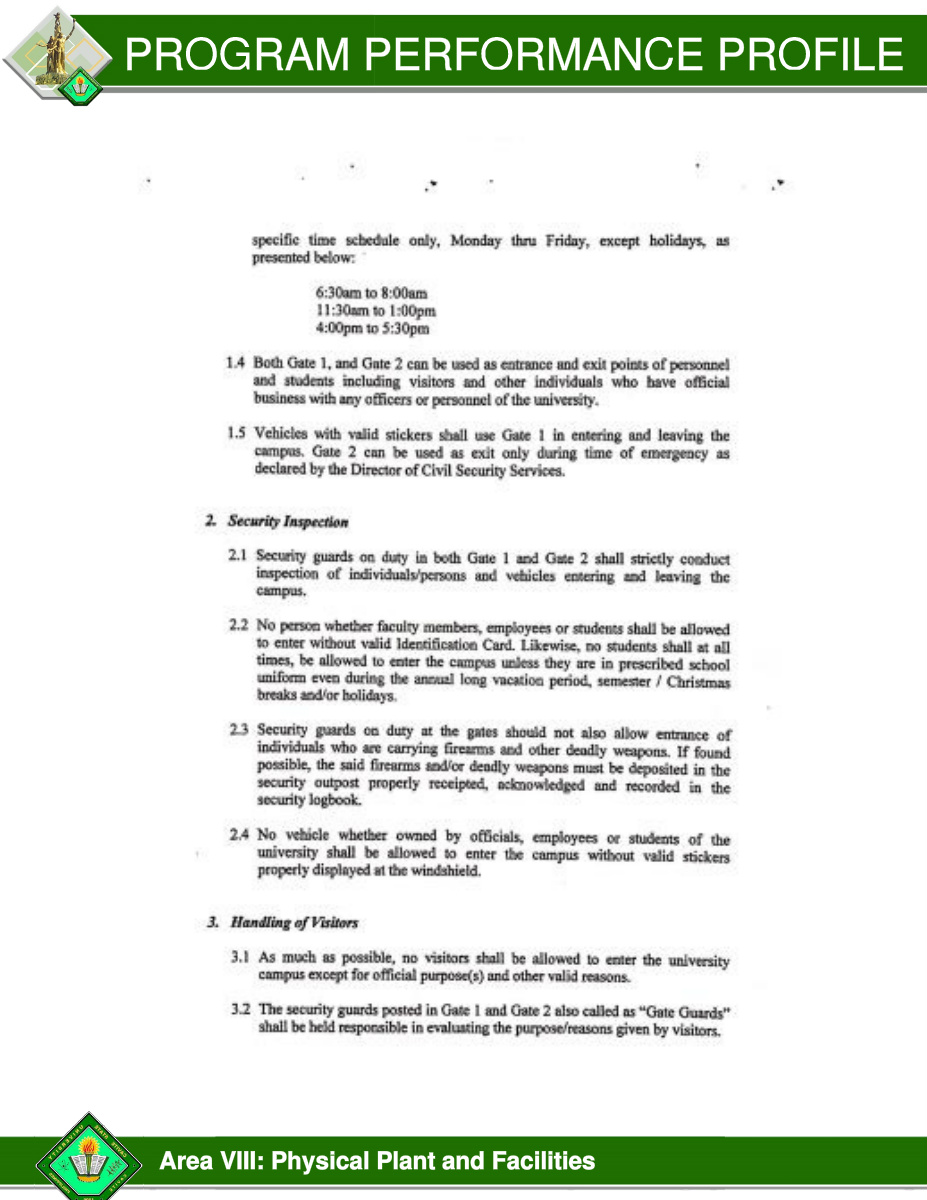 PROGRAM PERFORMANCE PROFILE
specific time schedule only, Monday thru Friday, except holidays, as
presented below:
6:30am to 8:00am
11:30am to 1:00pm
4:00pm to 5:30pm
1.4 Both Gate 1, and Gate 2 can be used as entrance and exit points of personnel
and students including visitors and other individuals who have official
business with any officers or personnel of the university.
1.5 Vehicles with valid stickers shall use Gate 1 in entering and leaving the
campus. Gate 2 can be used as exit only during time of emergency as
declared by the Director of Civil Security Services.
2. Security Inspection
2.1 Security guards on duty in both Gate 1 and Gate 2 shall strictly conduct
inspection of individuals/persons and vehicles entering and leaving the
campus.
2.2 No person whether faculty members, employees or students shall be allowed
to enter without valid Identification Card. Likewise, no students shall at all
times, be allowed to enter the campus unless they are in prescribed school
uniform even during the annual long vacation period, semester / Christmas
breaks and/or holidays.
2.3 Security guards on duty at the gates should not also allow entrance of
individuals who are carrying firearms and other deadly weapons. If found
possible, the said firearms and/or deadly weapons must be deposited in the
security outpost properly receipted, acknowledged and recorded in the
security logbook.
2.4 No vehicle whether owned by officials, employees or students of the
university shall be allowed to enter the campus without valid stickers
properly displayed at the windshield.
3. Handling of Visitors
3.1 As much as possible, no visitors shall be allowed to enter the university
campus except for official purpose(s) and other valid reasons.
3.2 The security guards posted in Gate 1 and Gate 2 also called as "Gate Guards"
shall be held responsible in evaluating the purpose/reasons given by visitors.
Area VIII: Physical Plant and Facilities